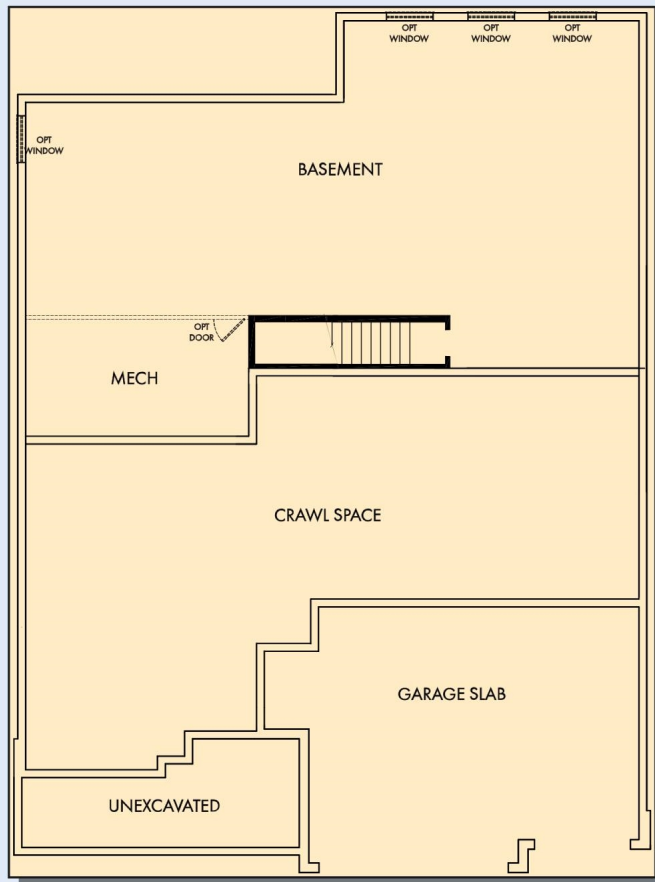 OPT
WINDOW
OPT
WINDOW
OPT
WINDOW
OPT
WINDOW
BASEMENT
OPT
DOOR
MECH
CRAWL SPACE
GARAGE SLAB
UNEXCAVATED